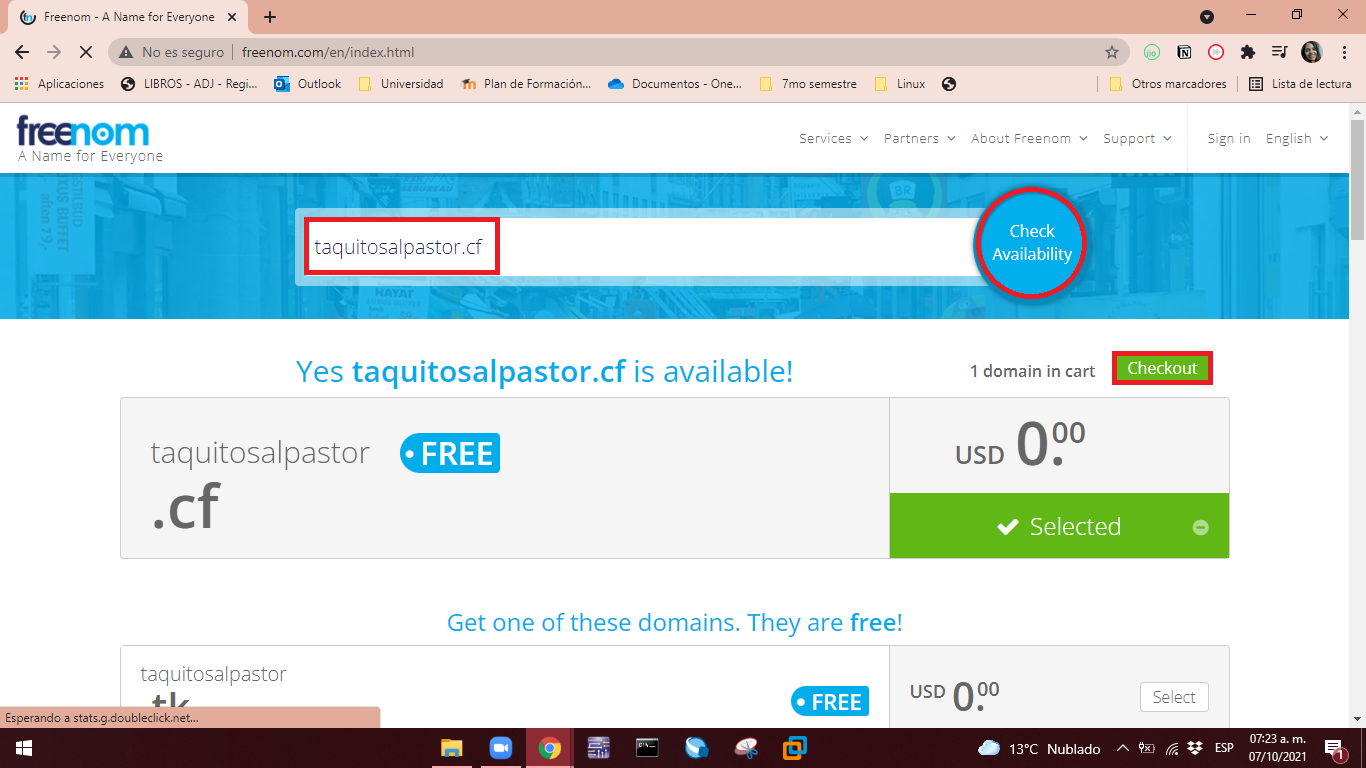 Freenom - A Name for Everyone
No es seguro | freenom.com/en/index.html
Aplicaciones LIBROS - ADJ - Regi... Outlook Universidad Plan de Formación... Documentos - One... 7mo semestre Linux Otros marcadores Lista de lectura
freenom
A Name for Everyone
Services Partners About Freenom Support Sign in English
taquitosalpastor.cf
Check
Availability
Yes taquitosalpastor.cf is available!
1 domain in cart Checkout
taquitosalpastor
.cf
FREE
USD 0.00
Selected
Get one of these domains. They are free!
taquitosalpastor
.tk
FREE
USD 0.00
Select
Esperando a stats.g.doubleclick.net...
13°C Nublado ESP
07:23 a. m.
07/10/2021
1